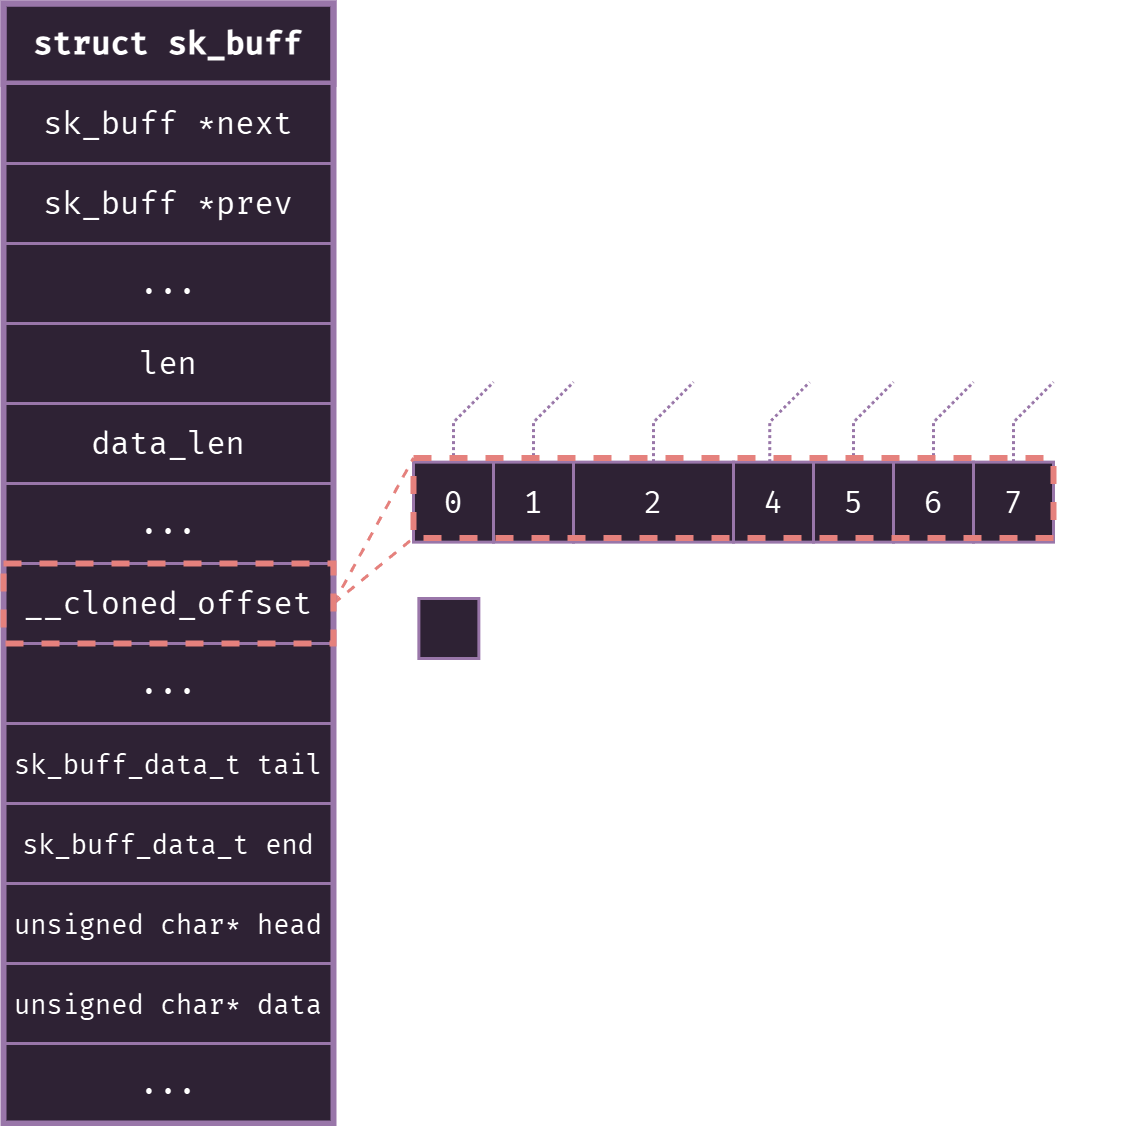 struct sk_buff
sk_buff *next
sk_buff *prev
...
len
data_len
...
__cloned_offset
0 1 2 4 5 6 7
...
sk_buff_data_t tail
sk_buff_data_t end
unsigned char* head
unsigned char* data
...